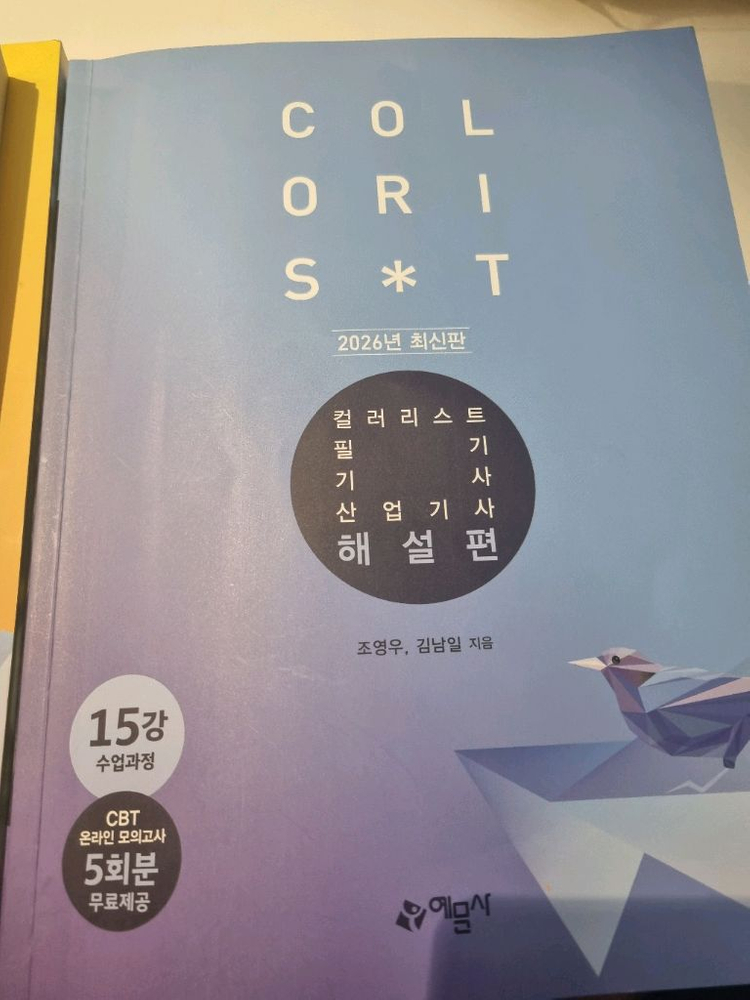 C O L
O R I
S * T
2026년 최신판
컬러리스트
필기
기사
산업기사
해설편
조영우, 김남일 지음
15강
수업과정
CBT
온라인 모의고사
5회분
무료제공
예문사